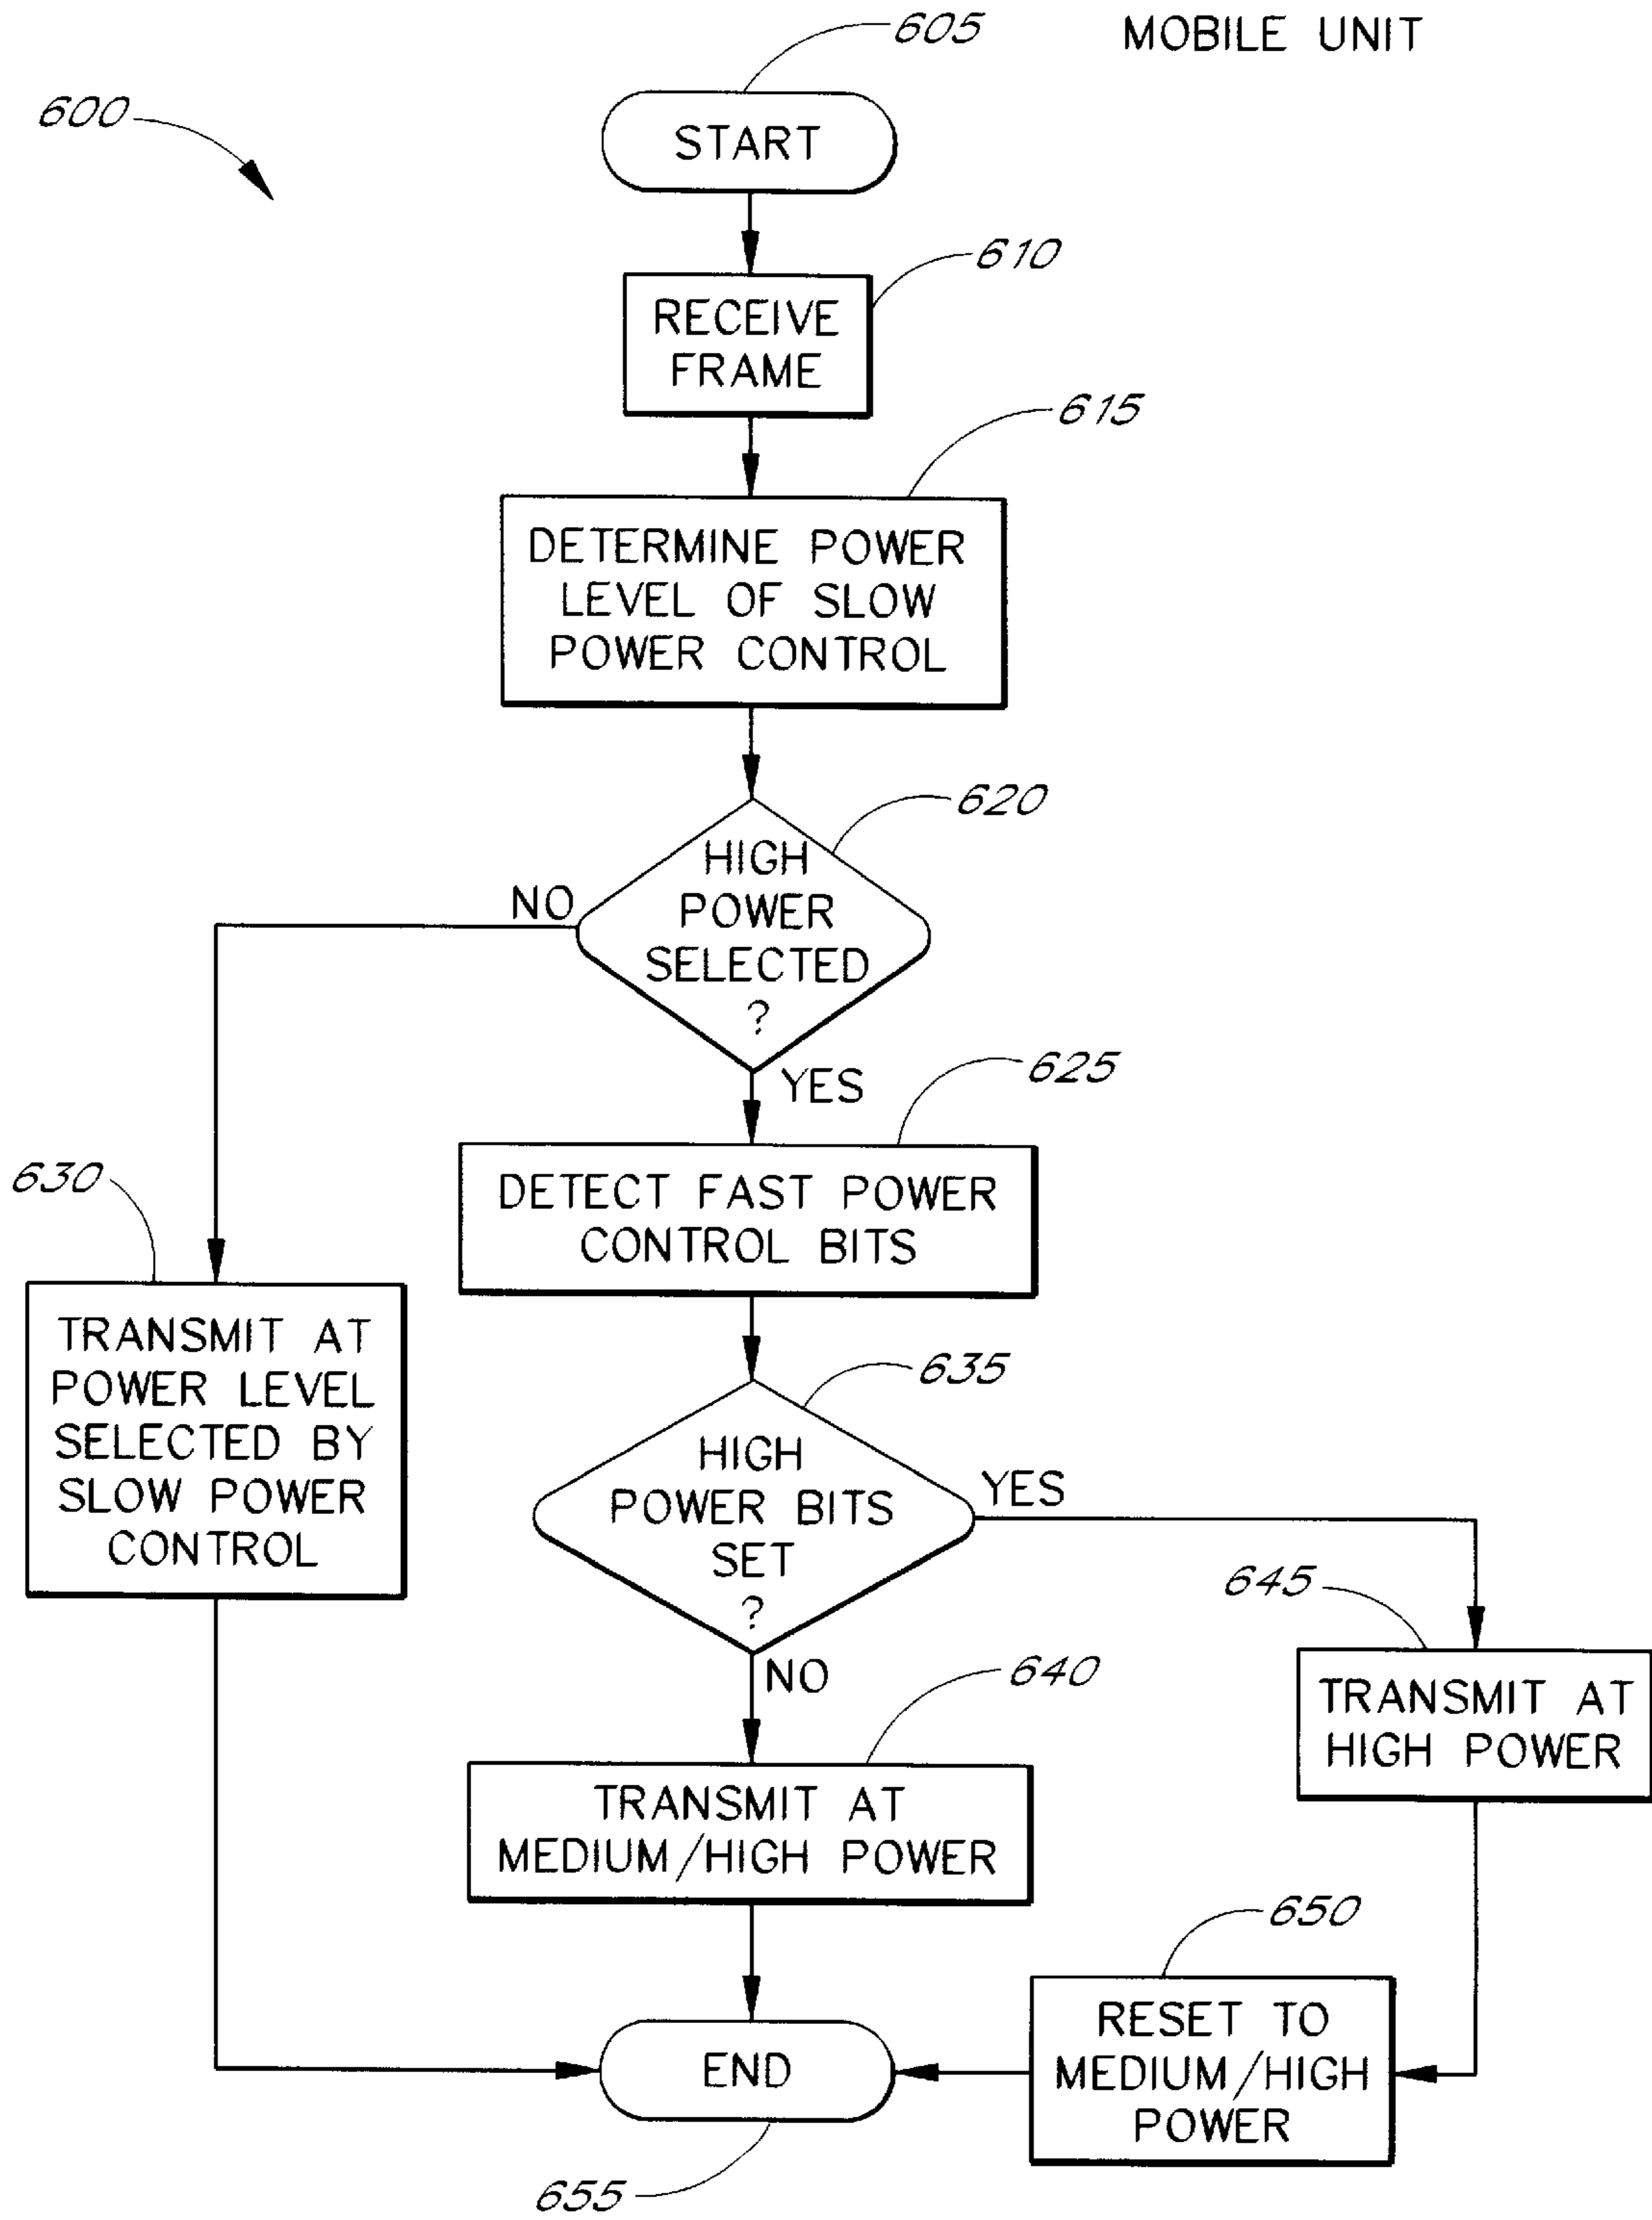 605
MOBILE UNIT
600
START
610
RECEIVE
FRAME
615
DETERMINE POWER
LEVEL OF SLOW
POWER CONTROL
620
HIGH
POWER
SELECTED
?
NO
YES
625
DETECT FAST POWER
CONTROL BITS
630
TRANSMIT AT
POWER LEVEL
SELECTED BY
SLOW POWER
CONTROL
635
HIGH
POWER BITS
SET
?
YES
NO
645
TRANSMIT AT
HIGH POWER
640
TRANSMIT AT
MEDIUM/HIGH POWER
650
RESET TO
MEDIUM/HIGH
POWER
END
655